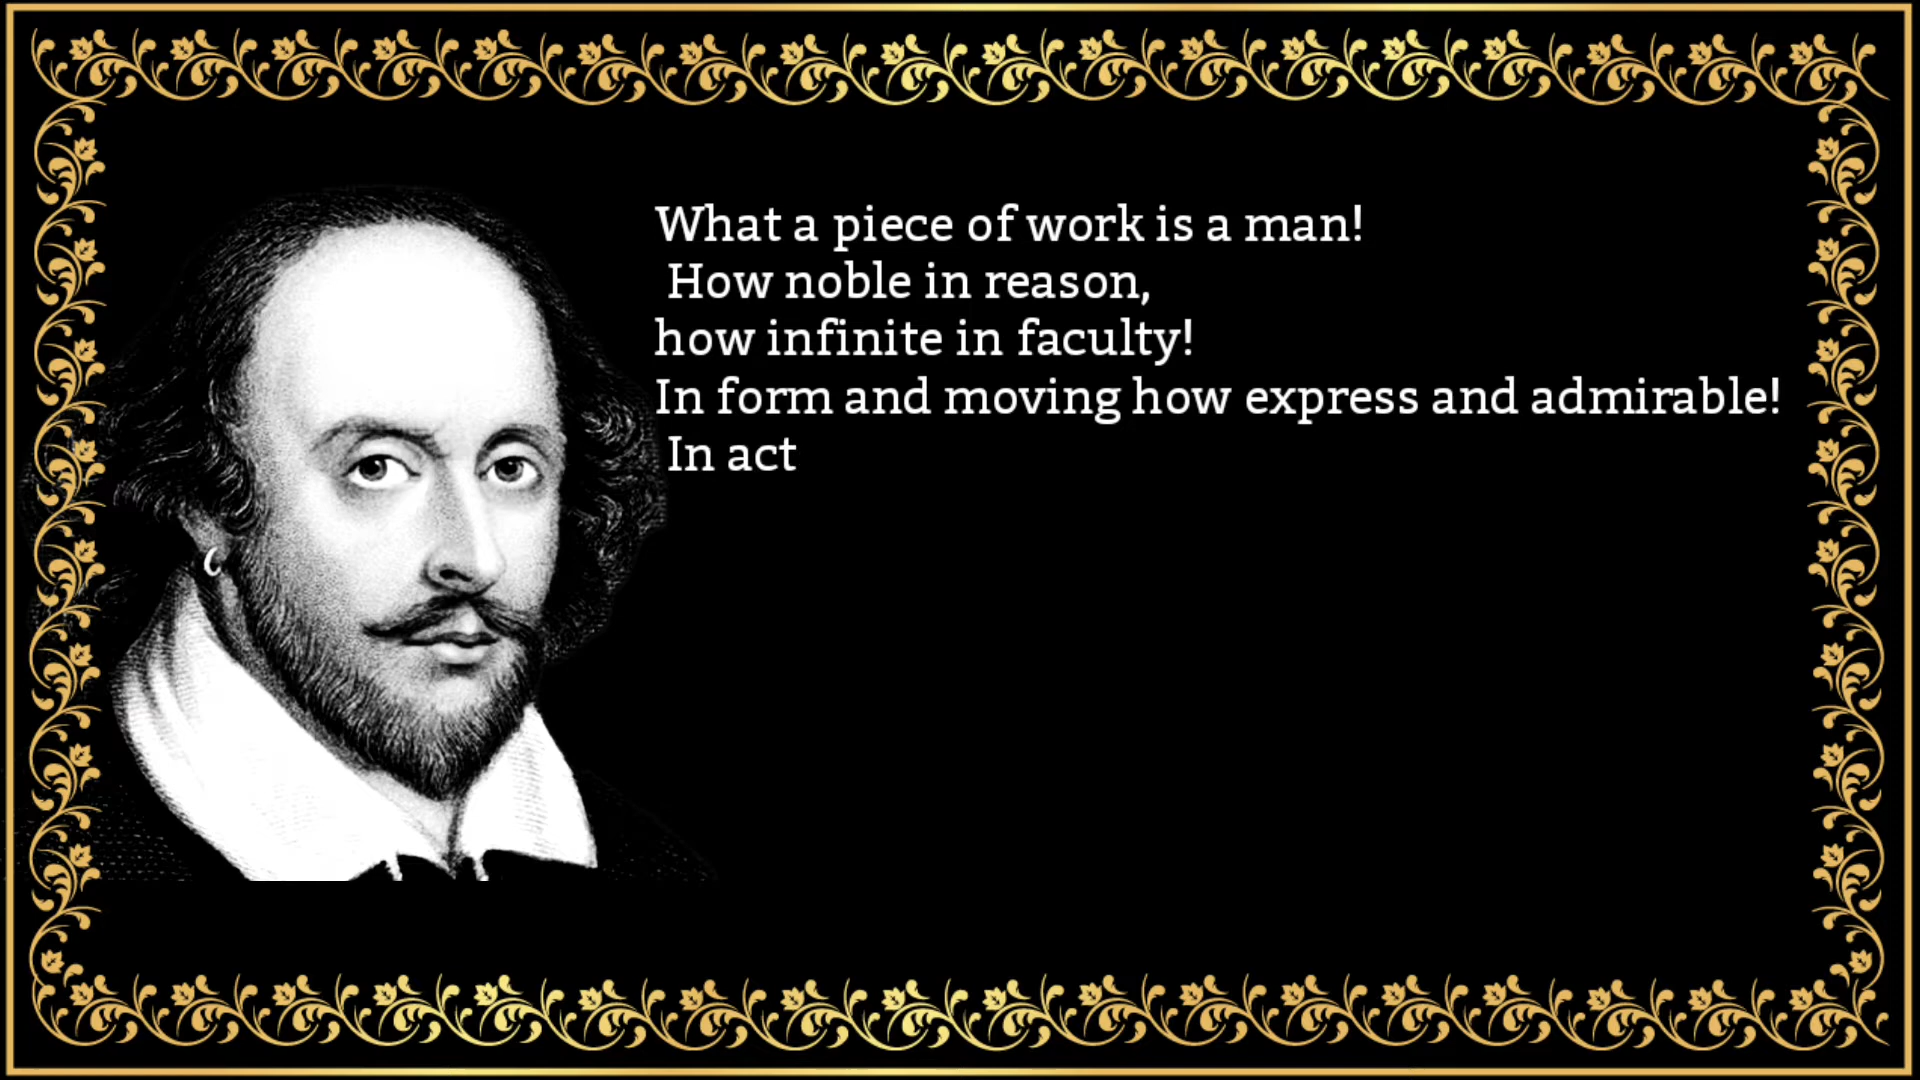 What a piece of work is a man!
How noble in reason,
how infinite in faculty!
In form and moving how express and admirable!
In act